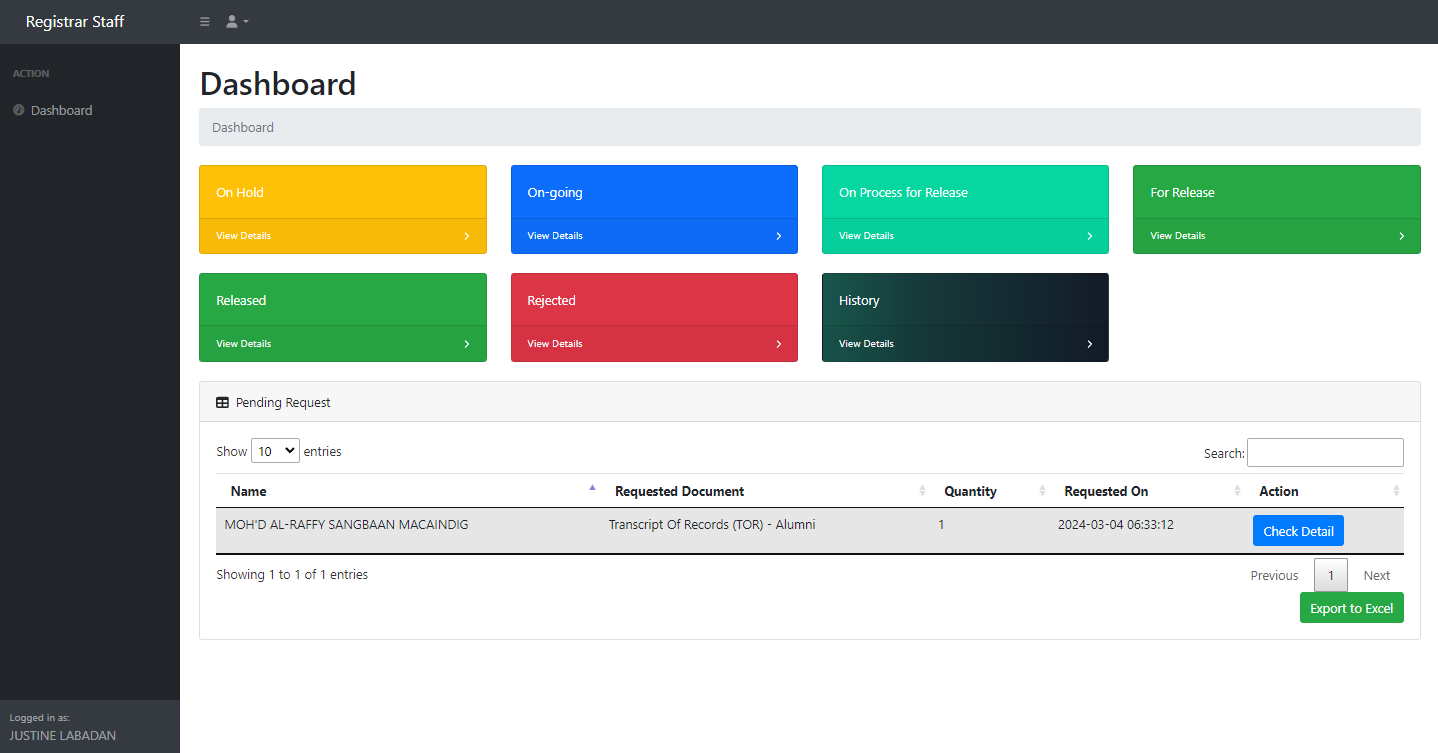 Registrar Staff
ACTION
Dashboard
Dashboard
Dashboard
On Hold
View Details
On-going
View Details
On Process for Release
View Details
For Release
View Details
Released
View Details
Rejected
View Details
History
View Details
Pending Request
Show 10 entries
Search:
Name Requested Document Quantity Requested On Action
MOH'D AL-RAFFY SANGBAAN MACAINDIG Transcript Of Records (TOR) - Alumni 1 2024-03-04 06:33:12 Check Detail
Showing 1 to 1 of 1 entries
Previous 1 Next
Export to Excel
Logged in as:
JUSTINE LABADAN